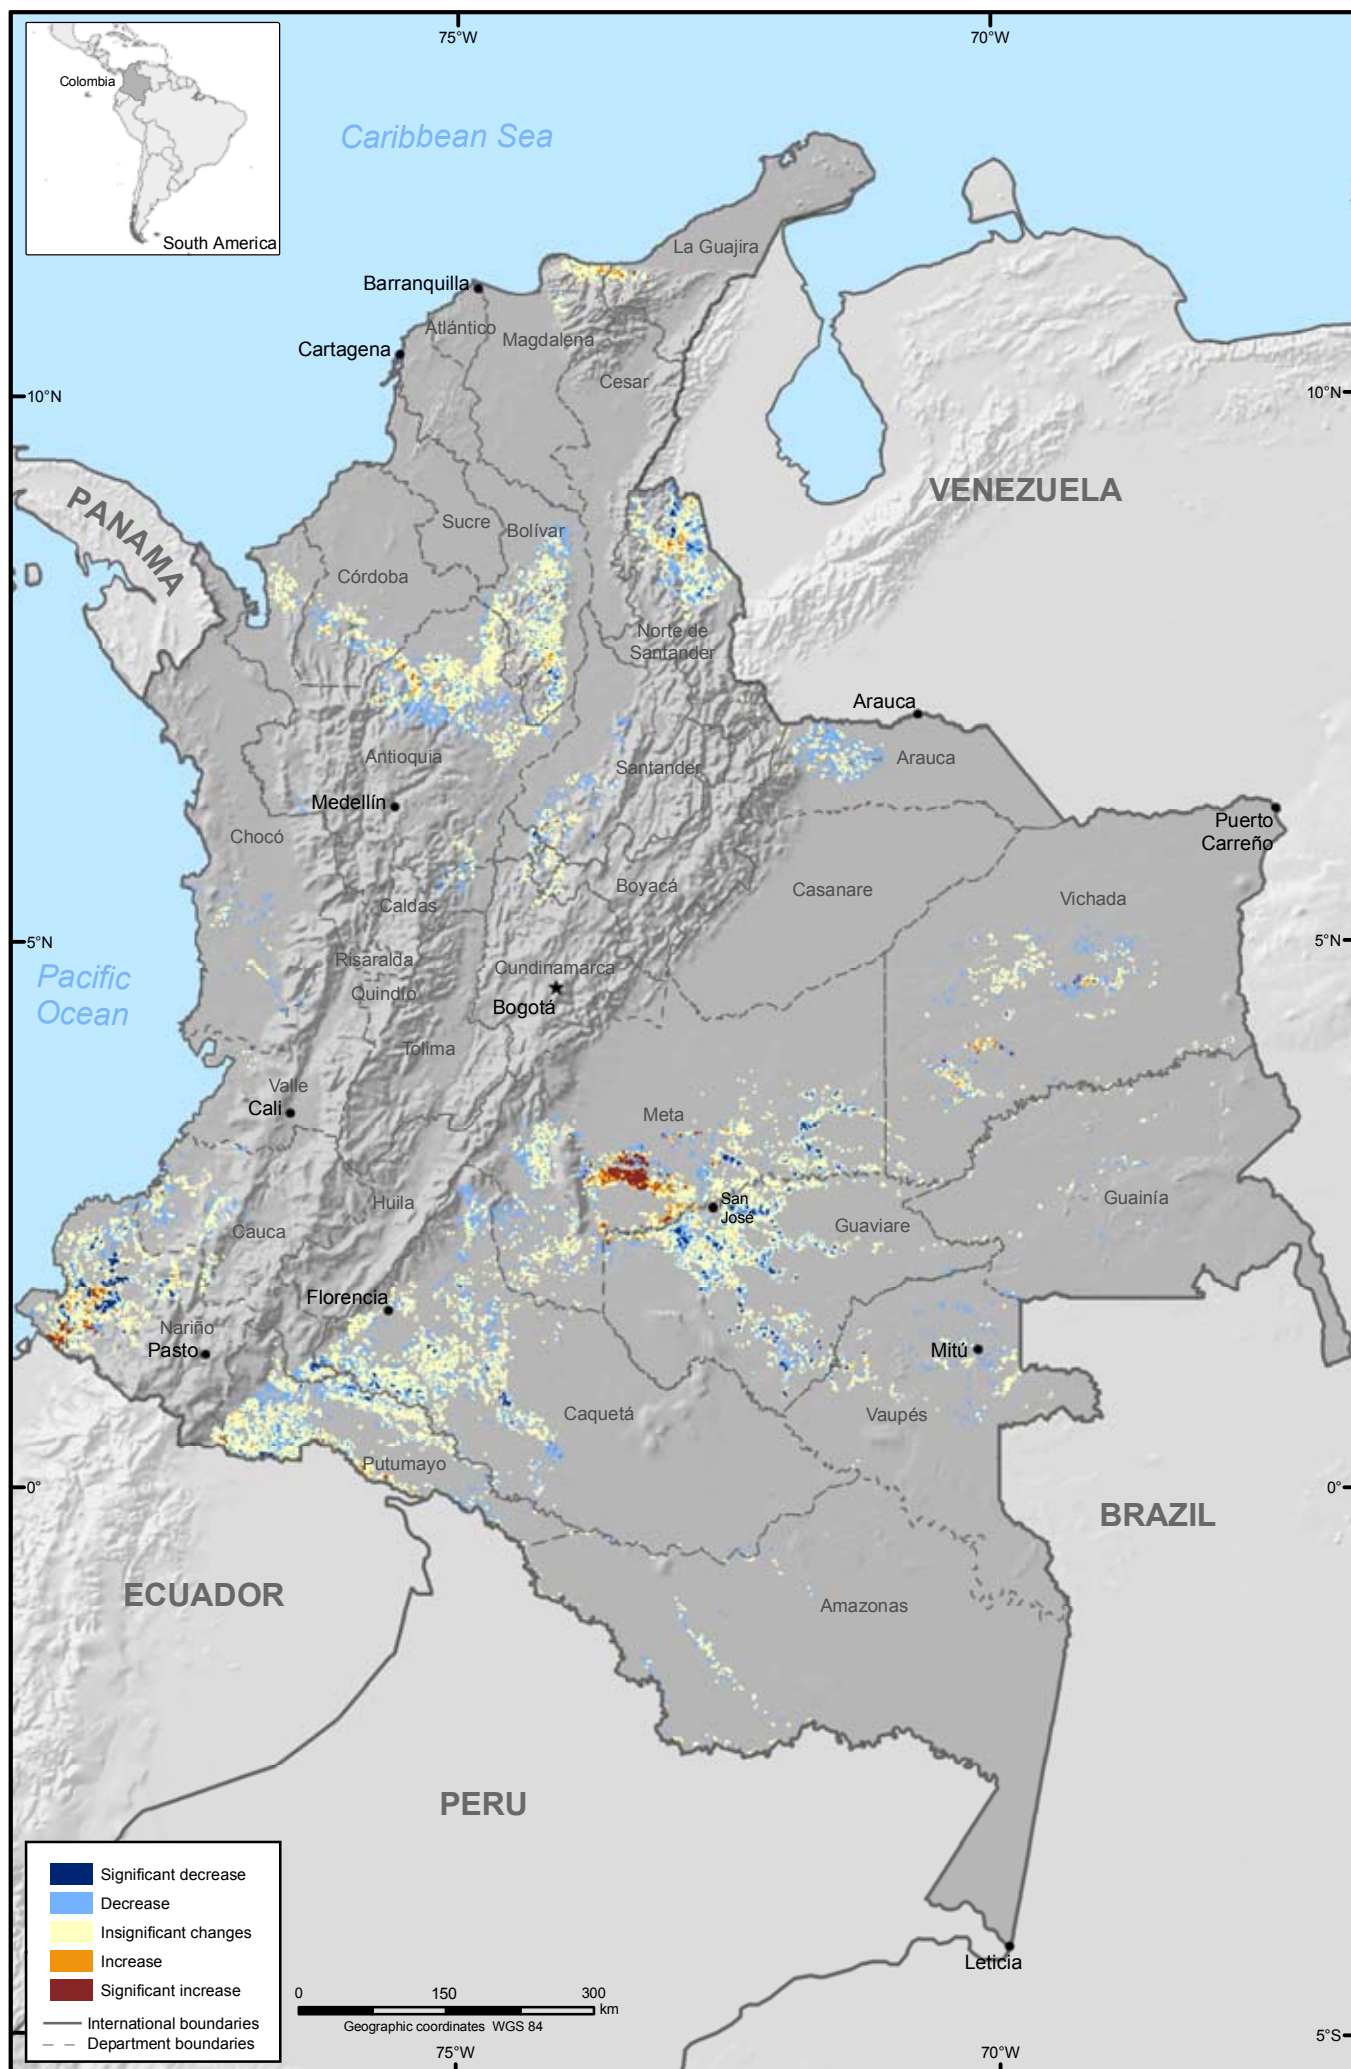 75°W
70°W
Colombia
South America
Caribbean Sea
La Guajira
Barranquilla
Atlántico
Magdalena
Cartagena
Cesar
10°N
10°N
PANAMA
VENEZUELA
Sucre
Bolívar
D
Córdoba
Norte de
Santander
Arauca
Antioquia
Santander
Arauca
Medellín
Puerto
Carreño
Chocó
Boyacá
Casanare
Vichada
Caldas
5°N
5°N
Pacific
Ocean
Risaralda
Cundinamarca
Quindío
Bogotá
Tolima
Valle
Cali
Meta
Huila
San
José
Guainía
Cauca
Guaviare
Florencia
Nariño
Pasto
Mitú
Caquetá
Vaupés
Putumayo
0°
0°
BRAZIL
ECUADOR
Amazonas
PERU
Significant decrease
Decrease
Insignificant changes
Increase
Significant increase
International boundaries
Department boundaries
Leticia
0
150
300
km
Geographic coordinates WGS 84
5°S
75°W
70°W